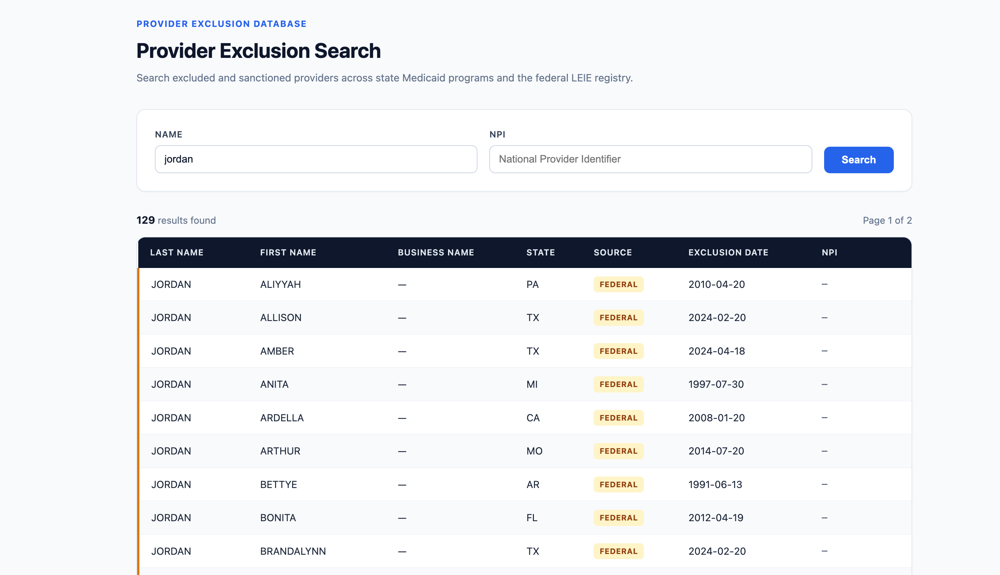 PROVIDER EXCLUSION DATABASE
Provider Exclusion Search
Search excluded and sanctioned providers across state Medicaid programs and the federal LEIE registry.
NAME NPI
jordan National Provider Identifier Search
129 results found Page 1 of 2
LAST NAME FIRST NAME BUSINESS NAME STATE SOURCE EXCLUSION DATE NPI
JORDAN ALIYYAH — PA FEDERAL 2010-04-20 —
JORDAN ALLISON — TX FEDERAL 2024-02-20 —
JORDAN AMBER — TX FEDERAL 2024-04-18 —
JORDAN ANITA — MI FEDERAL 1997-07-30 —
JORDAN ARDELLA — CA FEDERAL 2008-01-20 —
JORDAN ARTHUR — MO FEDERAL 2014-07-20 —
JORDAN BETTYE — AR FEDERAL 1991-06-13 —
JORDAN BONITA — FL FEDERAL 2012-04-19 —
JORDAN BRANDALYNN — TX FEDERAL 2024-02-20 —